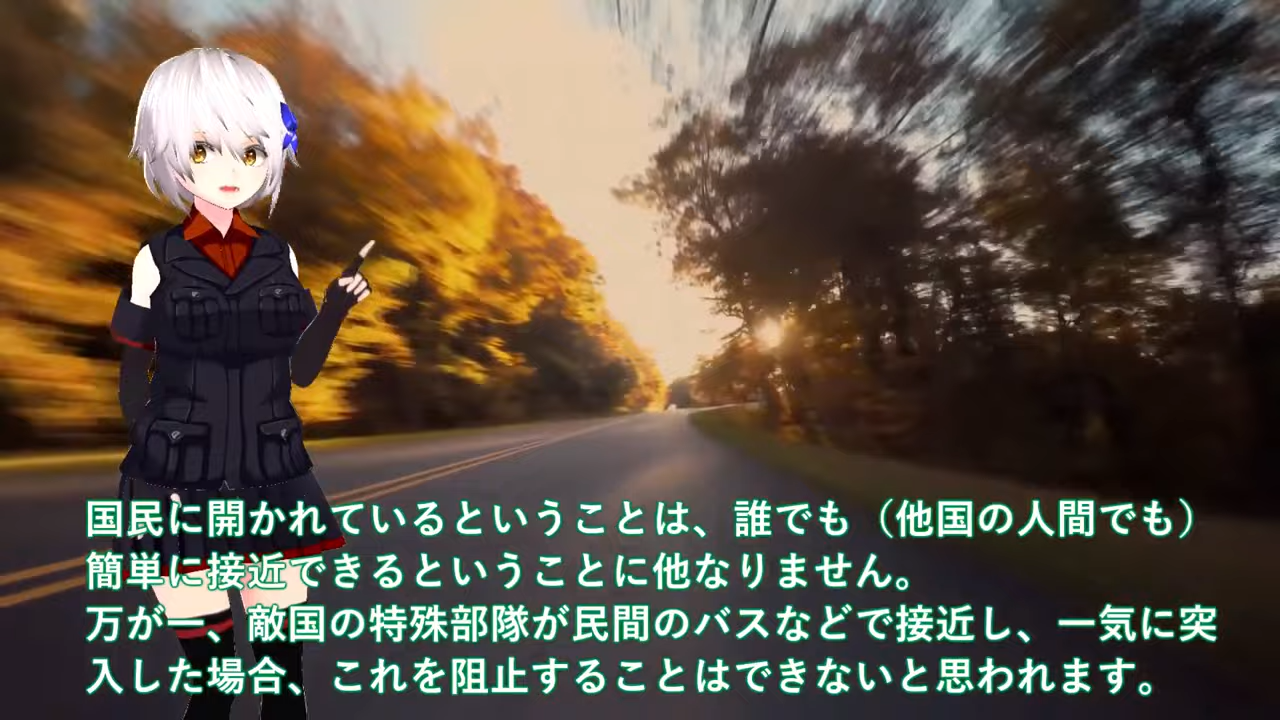 国民に開かれているということは、誰でも（他国の人間でも）
簡単に接近できるということに他なりません。
万が一、敵国の特殊部隊が民間のバスなどで接近し、一気に突
入した場合、これを阻止することはできないと思われます。